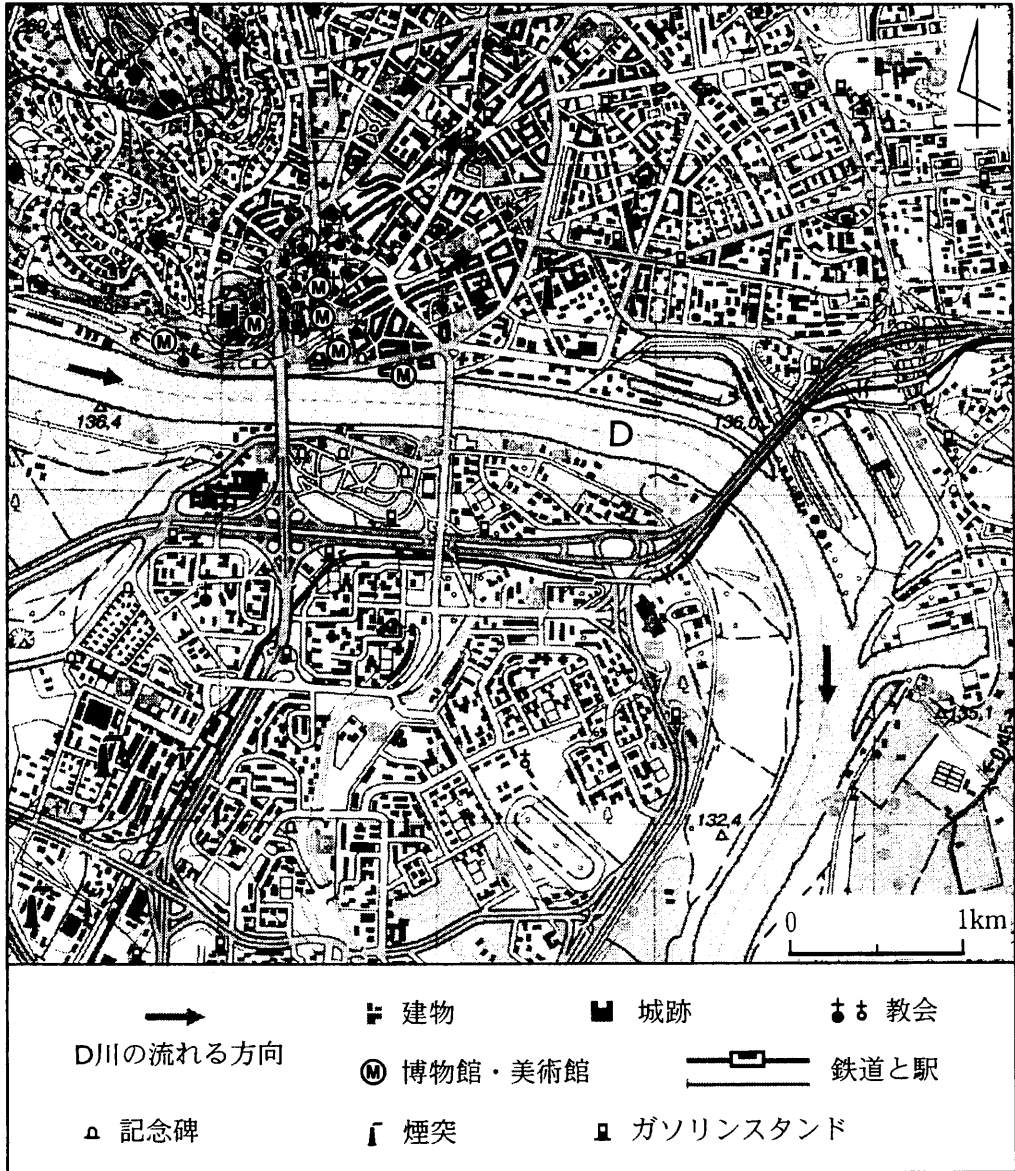 136.4
D
136.0
135.1
132.4
0 1km
建物
城跡
教会
D川の流れる方向
博物館・美術館
鉄道と駅
記念碑
煙突
ガソリンスタンド